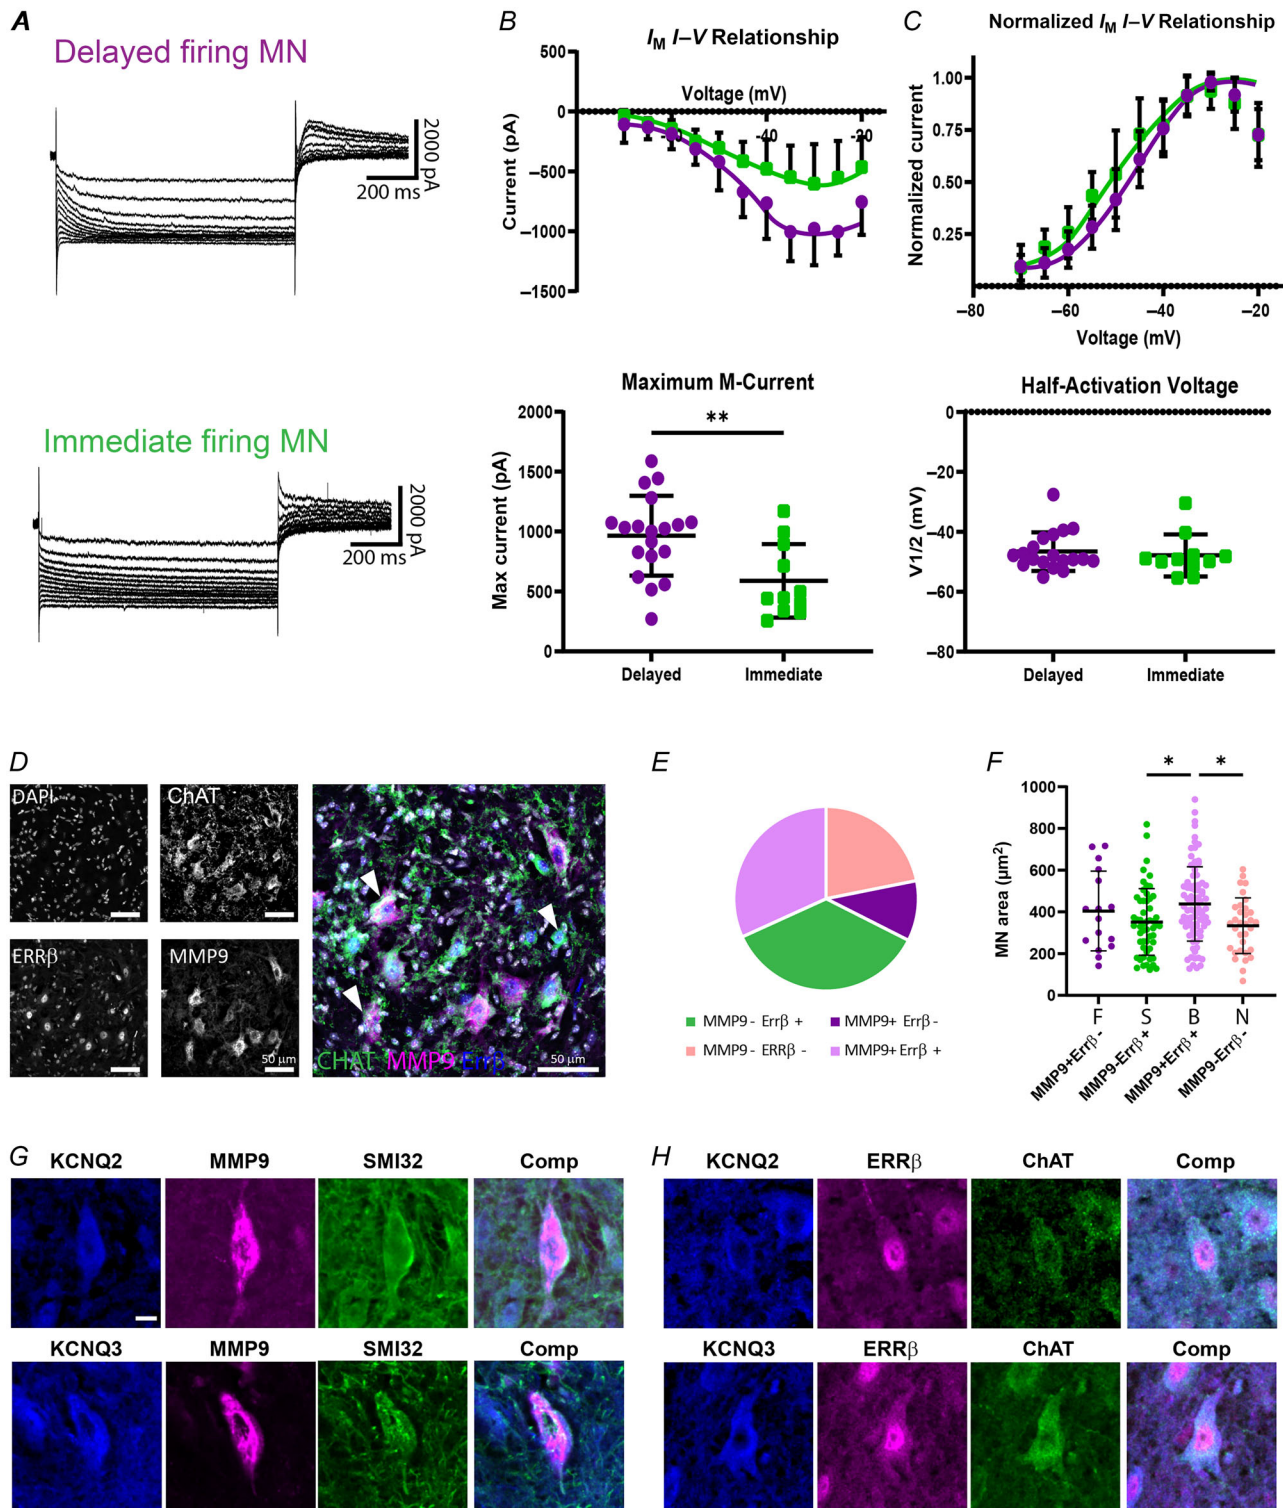 A
Delayed firing MN
2000 pA
200 ms
Immediate firing MN
2000 pA
200 ms
B
IM I–V Relationship
Voltage (mV)
500
0
–500
–1000
–1500
–40
–20
Current (pA)
Maximum M-Current
**
2000
1500
1000
500
0
Max current (pA)
Delayed Immediate
C
Normalized IM I–V Relationship
1.00
0.75
0.50
0.25
Normalized current
–80 –60 –40 –20
Voltage (mV)
Half-Activation Voltage
0
–20
–40
–60
–80
V1/2 (mV)
Delayed Immediate
D
DAPI
ChAT
ERRβ
MMP9
50 µm
CHAT MMP9 Errβ
50 µm
E
MMP9 - Errβ + MMP9+ Errβ -
MMP9 - ERRβ - MMP9+ Errβ +
F
* *
1000
800
600
400
200
0
MN area (µm²)
F S B N
MMP9+Errβ-
MMP9-Errβ+
MMP9+Errβ+
MMP9-Errβ-
G
KCNQ2 MMP9 SMI32 Comp
KCNQ3 MMP9 SMI32 Comp
H
KCNQ2 ERRβ ChAT Comp
KCNQ3 ERRβ ChAT Comp